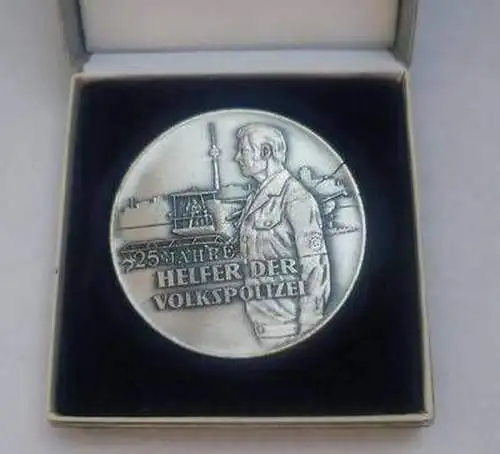 25 JAHRE
HELFER DER
VOLKSPOLIZEI